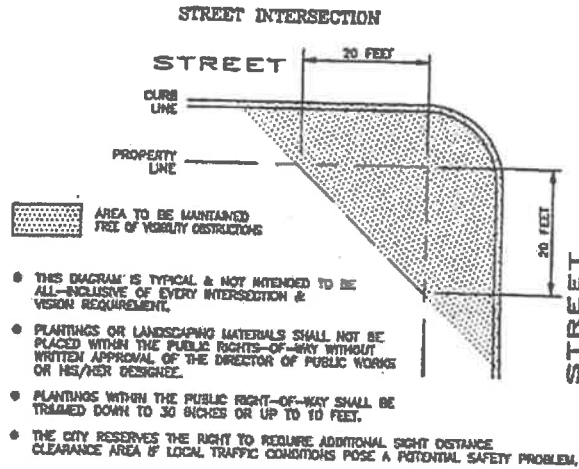 STREET INTERSECTION
STREET
20 FEET
CURB
LINE
PROPERTY
LINE
20 FEET
STREET
AREA TO BE MAINTAINED
FREE OF VISIBILITY OBSTRUCTIONS
● THIS DIAGRAM IS TYPICAL & NOT INTENDED TO BE
ALL-INCLUSIVE OF EVERY INTERSECTION &
VISION REQUIREMENT.
● PLANTINGS OR LANDSCAPING MATERIALS SHALL NOT BE
PLACED WITHIN THE PUBLIC RIGHTS-OF-WAY WITHOUT
WRITTEN APPROVAL OF THE DIRECTOR OF PUBLIC WORKS
OR HIS/HER DESIGNEE.
● PLANTINGS WITHIN THE PUBLIC RIGHT-OF-WAY SHALL BE
TRIMMED DOWN TO 30 INCHES OR UP TO 10 FEET.
● THE CITY RESERVES THE RIGHT TO REQUIRE ADDITIONAL SIGHT DISTANCE
CLEARANCE AREA IF LOCAL TRAFFIC CONDITIONS POSE A POTENTIAL SAFETY PROBLEM.